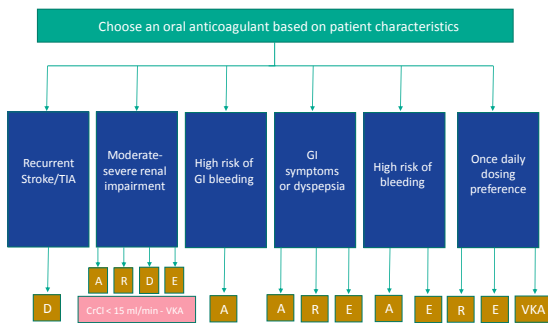 Choose an oral anticoagulant based on patient characteristics
Recurrent
Stroke/TIA
Moderate-
severe renal
impairment
High risk of
GI bleeding
GI
symptoms
or dyspepsia
High risk of
bleeding
Once daily
dosing
preference
A R D E
CrCl < 15 ml/min - VKA
D A A R E A E R E VKA